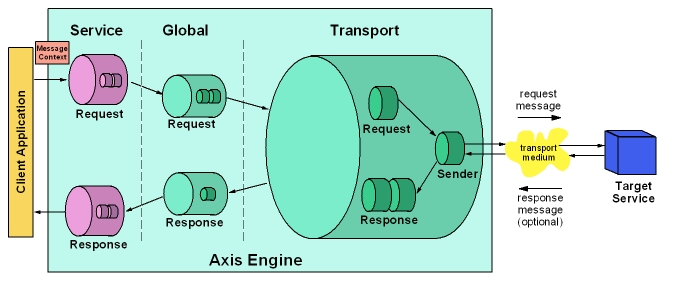 Service
Global
Transport
Message
Context
Client Application
Request
Request
Request
Sender
Response
Response
Response
request
message
transport
medium
response
message
(optional)
Target
Service
Axis Engine